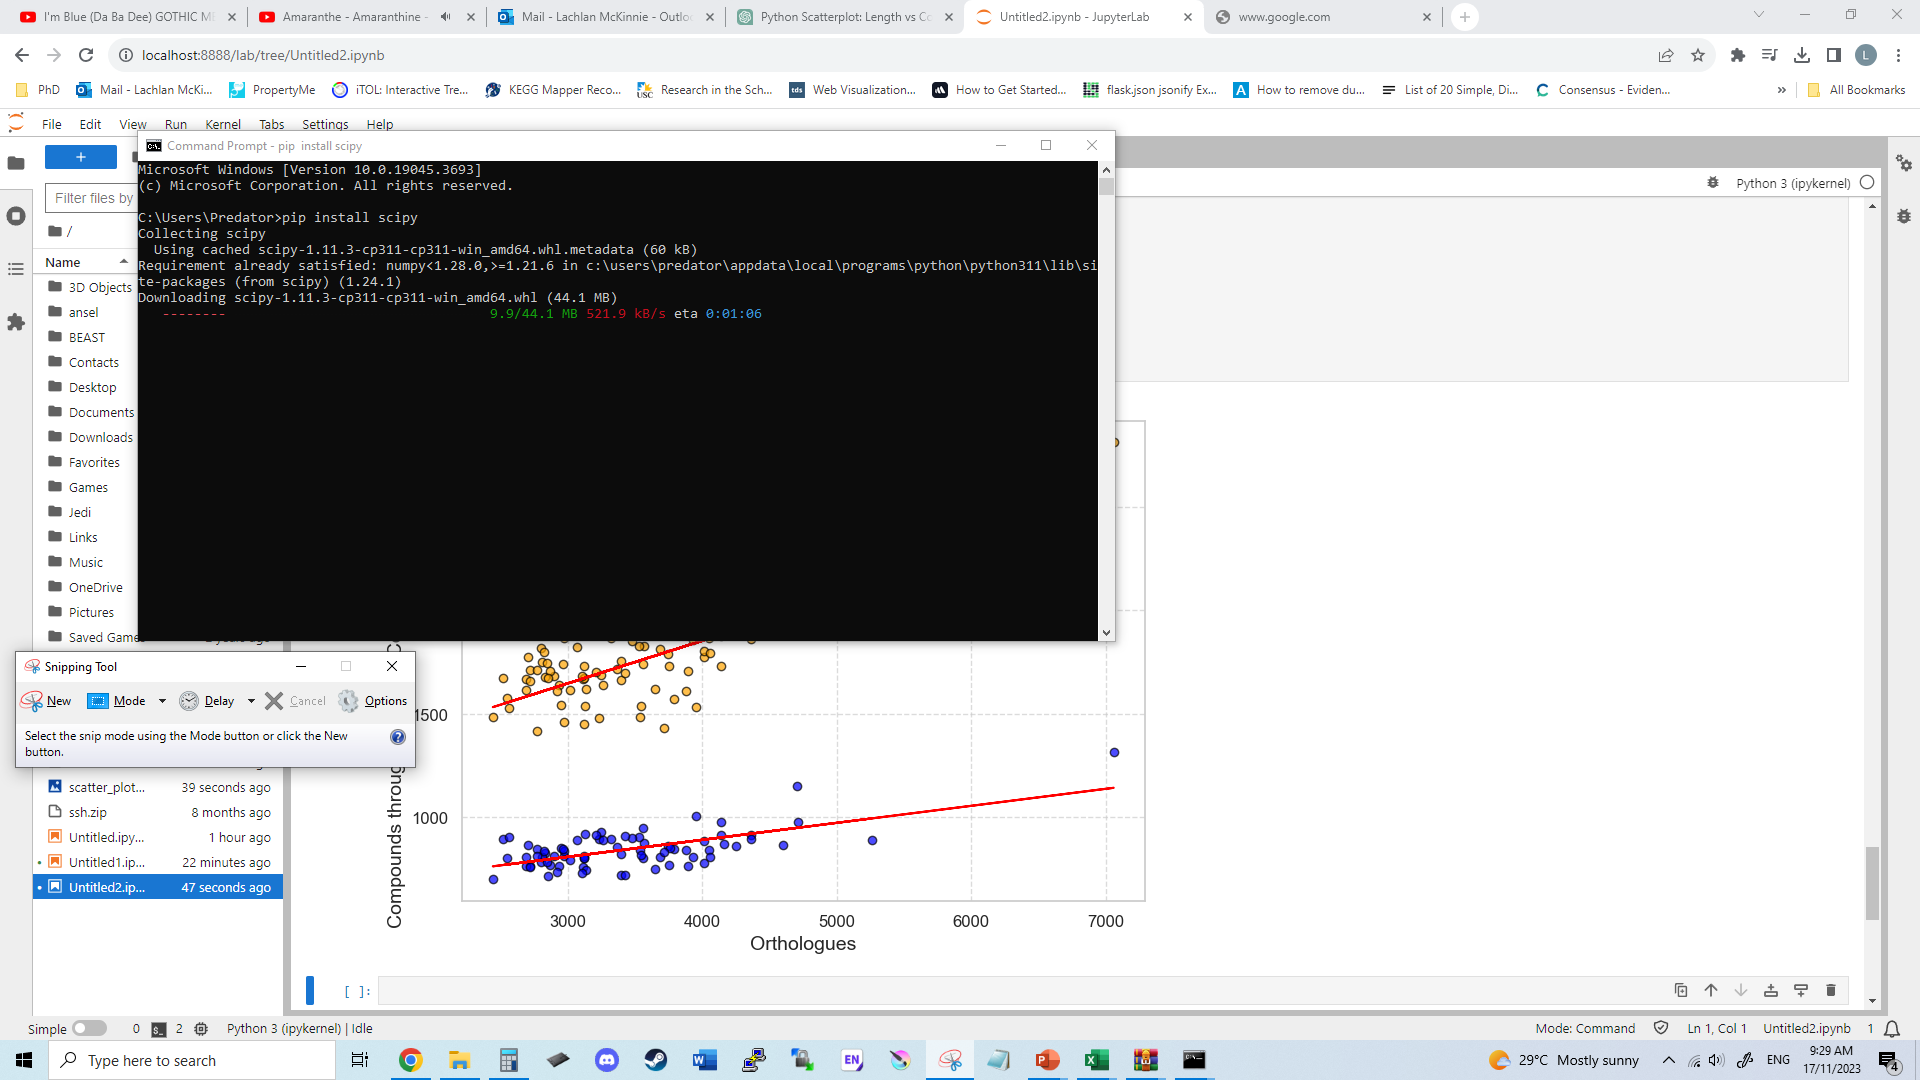 I'm Blue (Da Ba Dee) GOTHIC ME
Amaranthe - Amaranthine -
Mail - Lachlan McKinnie - Outloo
Python Scatterplot: Length vs Co
Untitled2.ipynb - JupyterLab
www.google.com
localhost:8888/lab/tree/Untitled2.ipynb
L
PhD
Mail - Lachlan McKi...
PropertyMe
iTOL: Interactive Tre...
KEGG Mapper Reco...
USC
Research in the Sch...
tds
Web Visualization...
How to Get Started...
flask.json jsonify Ex...
A
How to remove du...
List of 20 Simple, Di...
Consensus - Eviden...
»
All Bookmarks
File Edit View Run Kernel Tabs Settings Help
Command Prompt - pip install scipy
Microsoft Windows [Version 10.0.19045.3693]
(c) Microsoft Corporation. All rights reserved.
C:\Users\Predator>pip install scipy
Collecting scipy
Using cached scipy-1.11.3-cp311-cp311-win_amd64.whl.metadata (60 kB)
Requirement already satisfied: numpy<1.28.0,>=1.21.6 in c:\users\predator\appdata\local\programs\python\python311\lib\si
te-packages (from scipy) (1.24.1)
Downloading scipy-1.11.3-cp311-cp311-win_amd64.whl (44.1 MB)
-------- 9.9/44.1 MB 521.9 kB/s eta 0:01:06
Python 3 (ipykernel)
+
Filter files by
/
Name
3D Objects
ansel
BEAST
Contacts
Desktop
Documents
Downloads
Favorites
Games
Jedi
Links
Music
OneDrive
Pictures
Saved Games
Snipping Tool
New Mode Delay Cancel Options
Select the snip mode using the Mode button or click the New
button.
scatter_plot... 39 seconds ago
ssh.zip 8 months ago
Untitled.ipy... 1 hour ago
Untitled1.ip... 22 minutes ago
Untitled2.ip... 47 seconds ago
1500
1000
Compounds throug
3000 4000 5000 6000 7000
Orthologues
[ ]:
Simple 0 2 Python 3 (ipykernel) | Idle
Mode: Command Ln 1, Col 1 Untitled2.ipynb 1
Type here to search
EN
29°C Mostly sunny
ENG
9:29 AM
17/11/2023
4